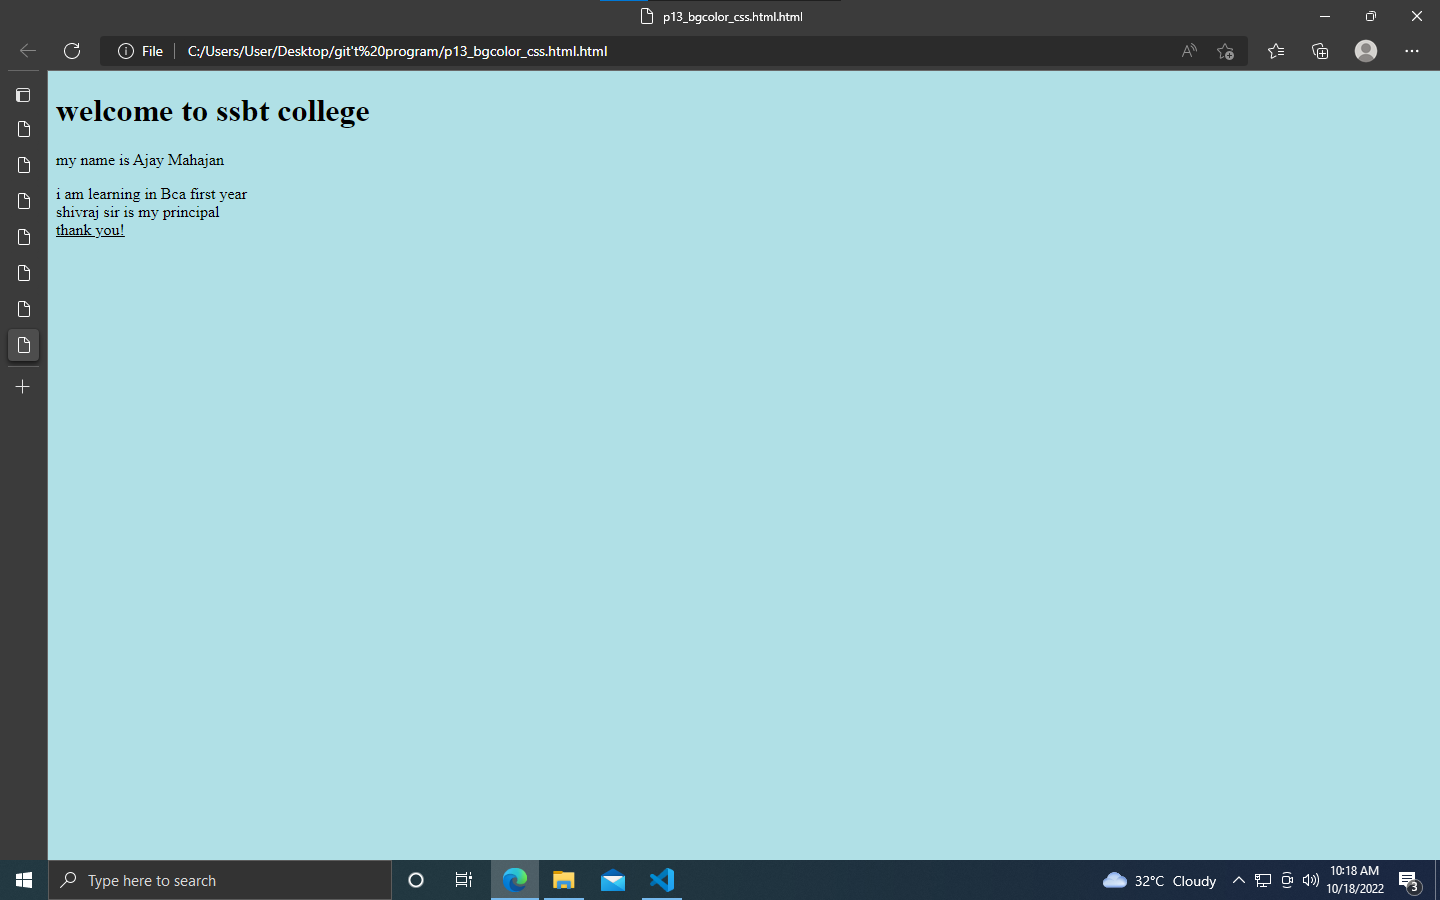 p13_bgcolor_css.html.html
File C:/Users/User/Desktop/git't%20program/p13_bgcolor_css.html.html
welcome to ssbt college
my name is Ajay Mahajan
i am learning in Bca first year
shivraj sir is my principal
thank you!
Type here to search
32°C Cloudy
10:18 AM
10/18/2022
3